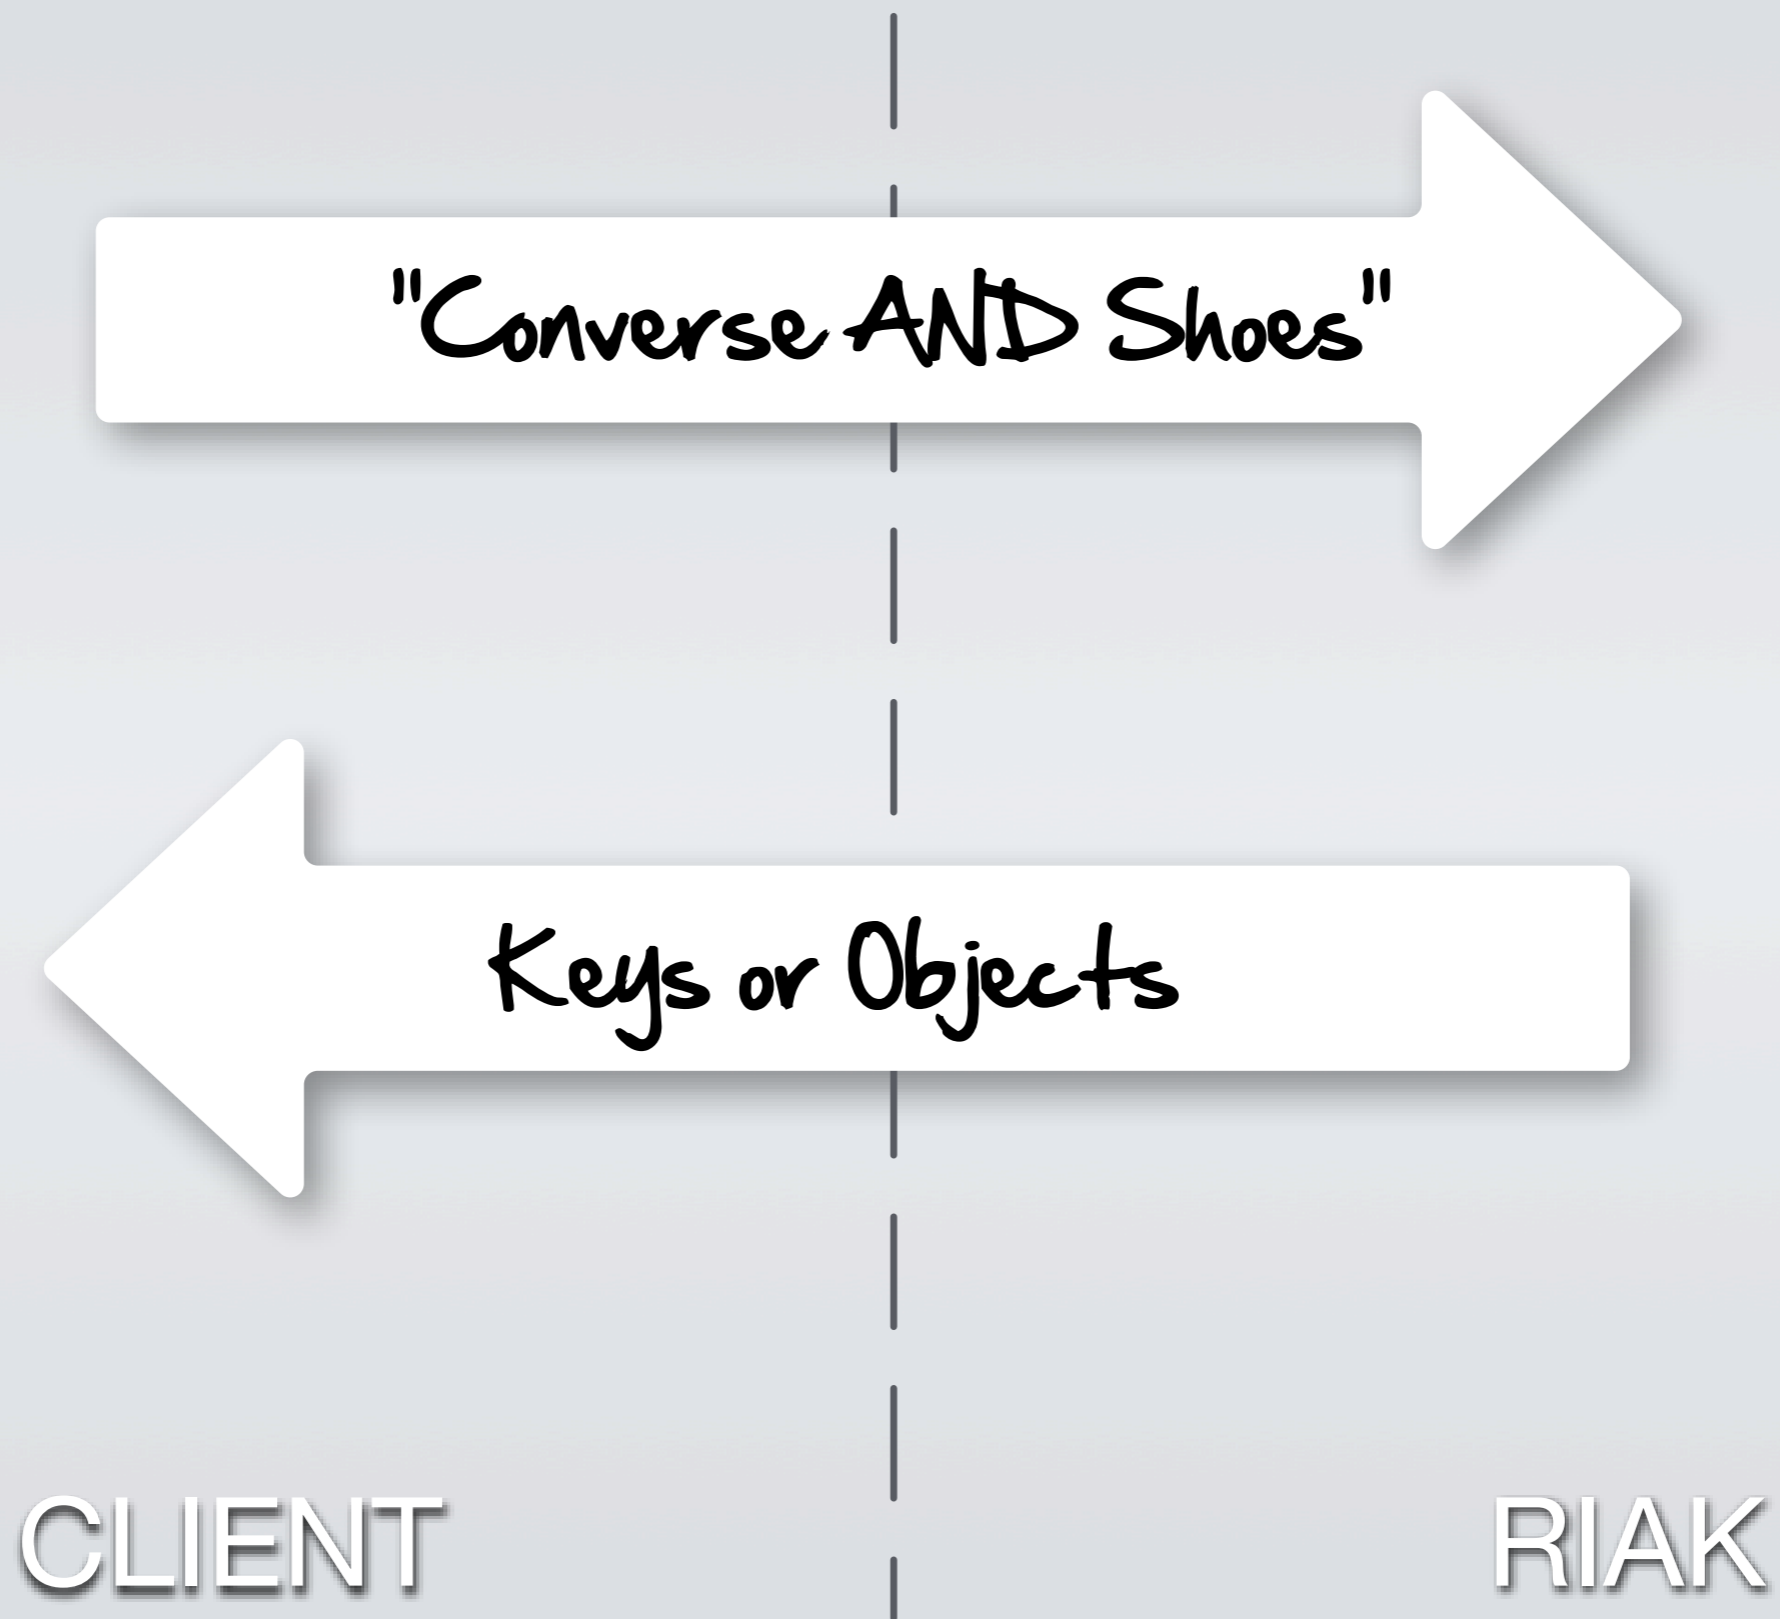 "Converse AND Shoes"
Keys or Objects
CLIENT
RIAK